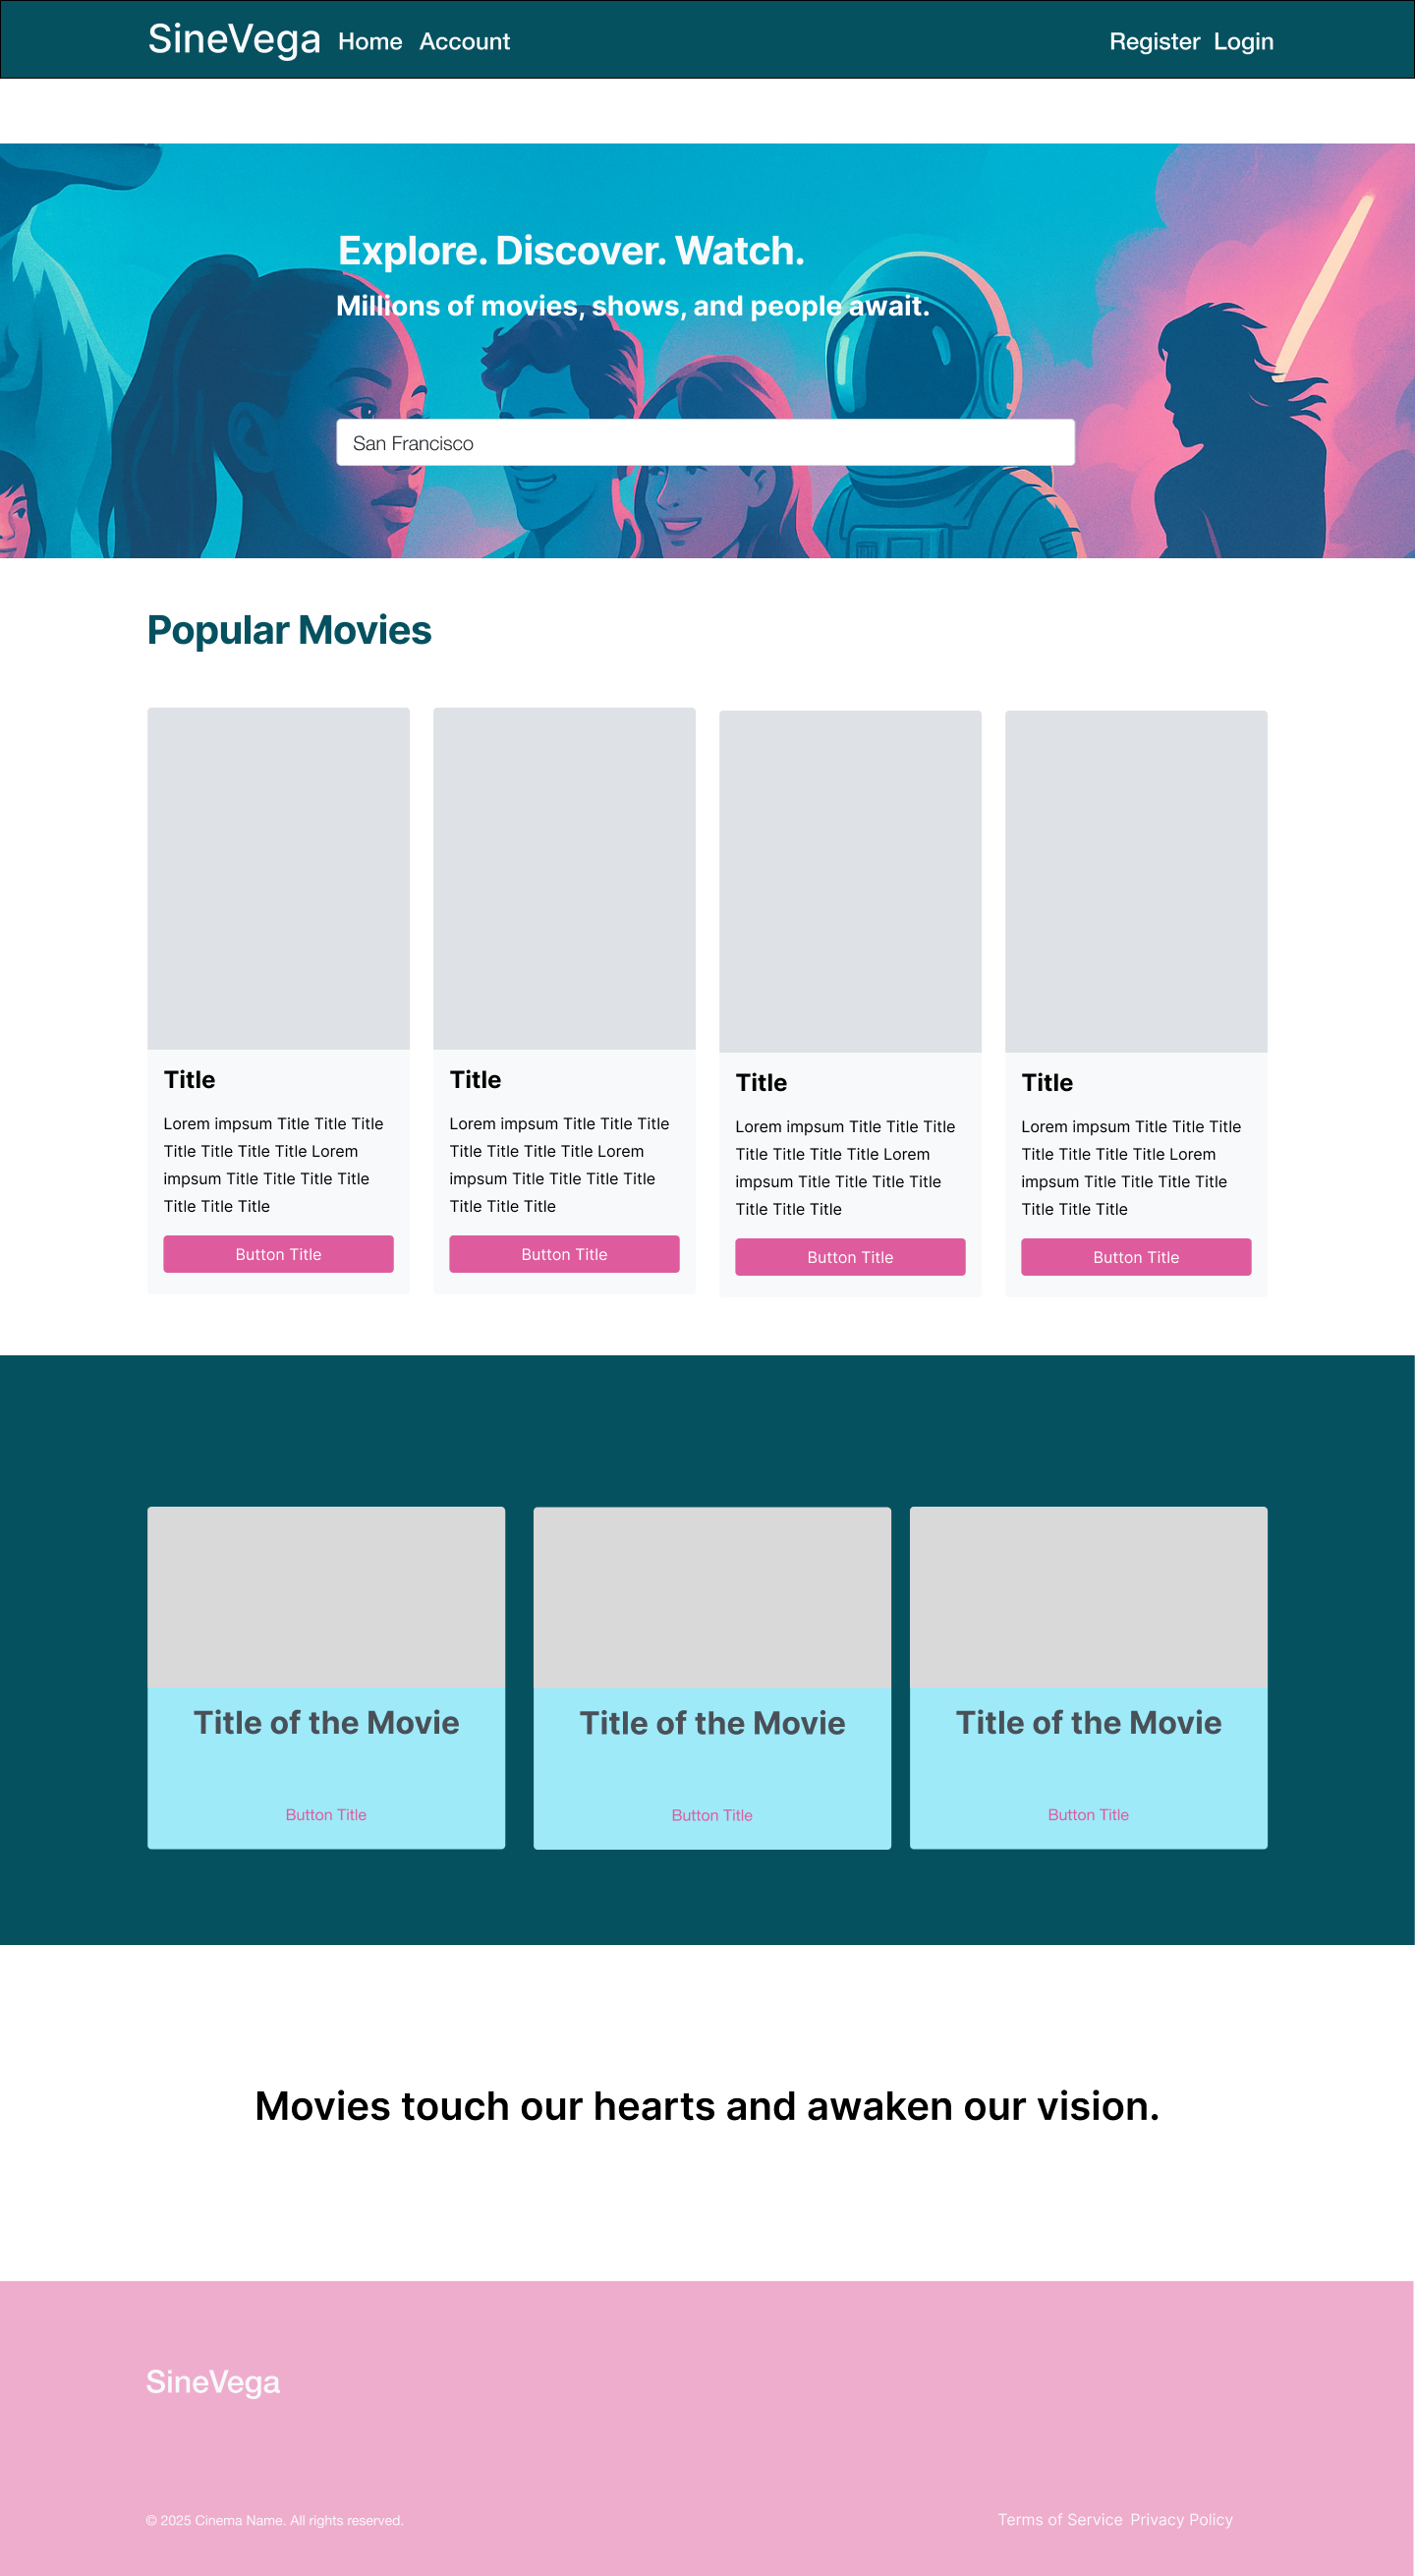 SineVega Home Account Register Login
Explore. Discover. Watch.
Millions of movies, shows, and people await.
San Francisco
Popular Movies
Title
Lorem impsum Title Title Title
Title Title Title Title Lorem
impsum Title Title Title Title
Title Title Title
Button Title
Title
Lorem impsum Title Title Title
Title Title Title Title Lorem
impsum Title Title Title Title
Title Title Title
Button Title
Title
Lorem impsum Title Title Title
Title Title Title Title Lorem
impsum Title Title Title Title
Title Title Title
Button Title
Title
Lorem impsum Title Title Title
Title Title Title Title Lorem
impsum Title Title Title Title
Title Title Title
Button Title
Title of the Movie
Button Title
Title of the Movie
Button Title
Title of the Movie
Button Title
Movies touch our hearts and awaken our vision.
SineVega
© 2025 Cinema Name. All rights reserved.
Terms of Service Privacy Policy